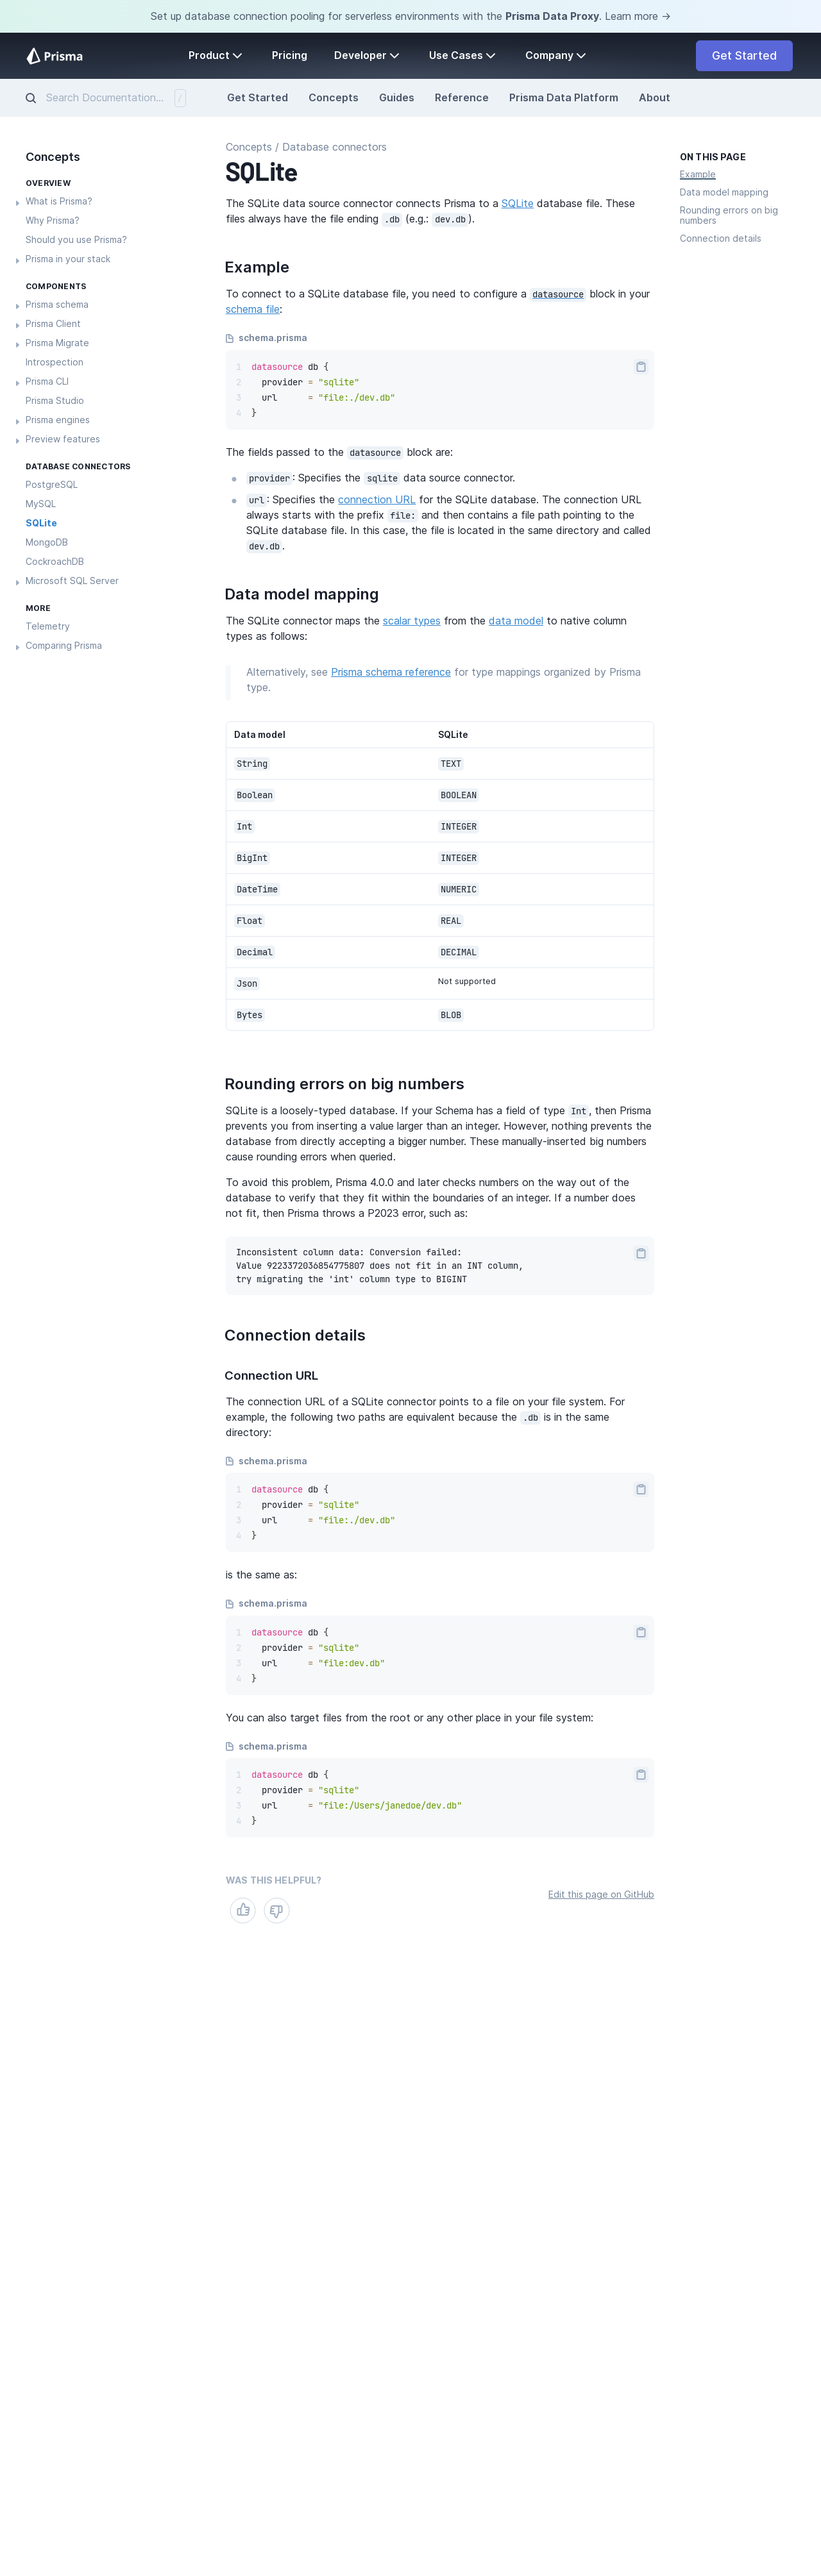 Set up database connection pooling for serverless environments with the Prisma Data Proxy. Learn more →
Prisma
Product
Pricing
Developer
Use Cases
Company
Get Started
Search Documentation...
/
Get Started
Concepts
Guides
Reference
Prisma Data Platform
About
Concepts
OVERVIEW
What is Prisma?
Why Prisma?
Should you use Prisma?
Prisma in your stack
COMPONENTS
Prisma schema
Prisma Client
Prisma Migrate
Introspection
Prisma CLI
Prisma Studio
Prisma engines
Preview features
DATABASE CONNECTORS
PostgreSQL
MySQL
SQLite
MongoDB
CockroachDB
Microsoft SQL Server
MORE
Telemetry
Comparing Prisma
Concepts / Database connectors
SQLite
The SQLite data source connector connects Prisma to a SQLite database file. These
files always have the file ending .db (e.g.: dev.db).
Example
To connect to a SQLite database file, you need to configure a datasource block in your
schema file:
schema.prisma
1 datasource db {
2   provider = "sqlite"
3   url      = "file:./dev.db"
4 }
The fields passed to the datasource block are:
provider: Specifies the sqlite data source connector.
url: Specifies the connection URL for the SQLite database. The connection URL
always starts with the prefix file: and then contains a file path pointing to the
SQLite database file. In this case, the file is located in the same directory and called
dev.db.
Data model mapping
The SQLite connector maps the scalar types from the data model to native column
types as follows:
Alternatively, see Prisma schema reference for type mappings organized by Prisma
type.
Data model SQLite
String TEXT
Boolean BOOLEAN
Int INTEGER
BigInt INTEGER
DateTime NUMERIC
Float REAL
Decimal DECIMAL
Json Not supported
Bytes BLOB
Rounding errors on big numbers
SQLite is a loosely-typed database. If your Schema has a field of type Int, then Prisma
prevents you from inserting a value larger than an integer. However, nothing prevents the
database from directly accepting a bigger number. These manually-inserted big numbers
cause rounding errors when queried.
To avoid this problem, Prisma 4.0.0 and later checks numbers on the way out of the
database to verify that they fit within the boundaries of an integer. If a number does
not fit, then Prisma throws a P2023 error, such as:
Inconsistent column data: Conversion failed:
Value 9223372036854775807 does not fit in an INT column,
try migrating the 'int' column type to BIGINT
Connection details
Connection URL
The connection URL of a SQLite connector points to a file on your file system. For
example, the following two paths are equivalent because the .db is in the same
directory:
schema.prisma
1 datasource db {
2   provider = "sqlite"
3   url      = "file:./dev.db"
4 }
is the same as:
schema.prisma
1 datasource db {
2   provider = "sqlite"
3   url      = "file:dev.db"
4 }
You can also target files from the root or any other place in your file system:
schema.prisma
1 datasource db {
2   provider = "sqlite"
3   url      = "file:/Users/janedoe/dev.db"
4 }
WAS THIS HELPFUL?
Edit this page on GitHub
ON THIS PAGE
Example
Data model mapping
Rounding errors on big
numbers
Connection details